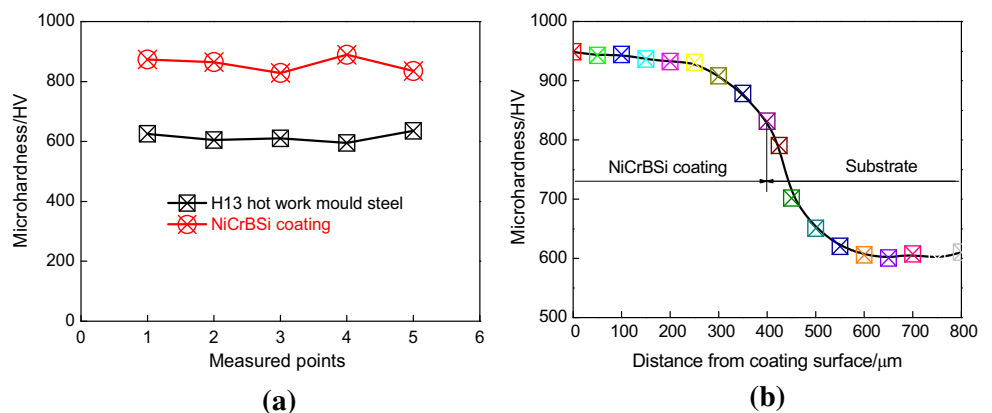 1000
800
600
400
200
0
Microhardness/HV
H13 hot work mould steel
NiCrBSi coating
0 1 2 3 4 5 6
Measured points
(a)
1000
900
800
700
600
500
Microhardness/HV
NiCrBSi coating
Substrate
0 100 200 300 400 500 600 700 800
Distance from coating surface/μm
(b)